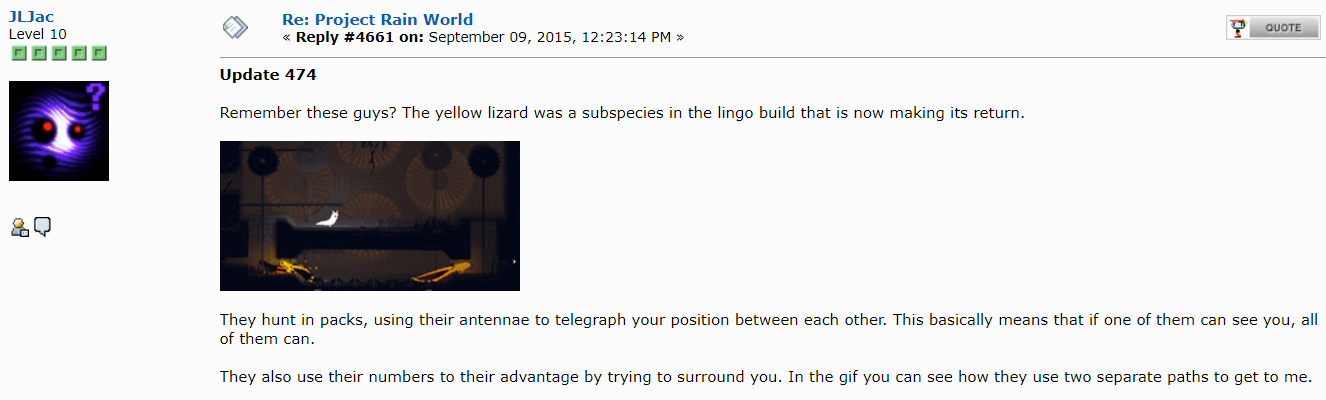 JLJac
Level 10
Re: Project Rain World
« Reply #4661 on: September 09, 2015, 12:23:14 PM »
QUOTE
Update 474
Remember these guys? The yellow lizard was a subspecies in the lingo build that is now making its return.
They hunt in packs, using their antennae to telegraph your position between each other. This basically means that if one of them can see you, all
of them can.
They also use their numbers to their advantage by trying to surround you. In the gif you can see how they use two separate paths to get to me.